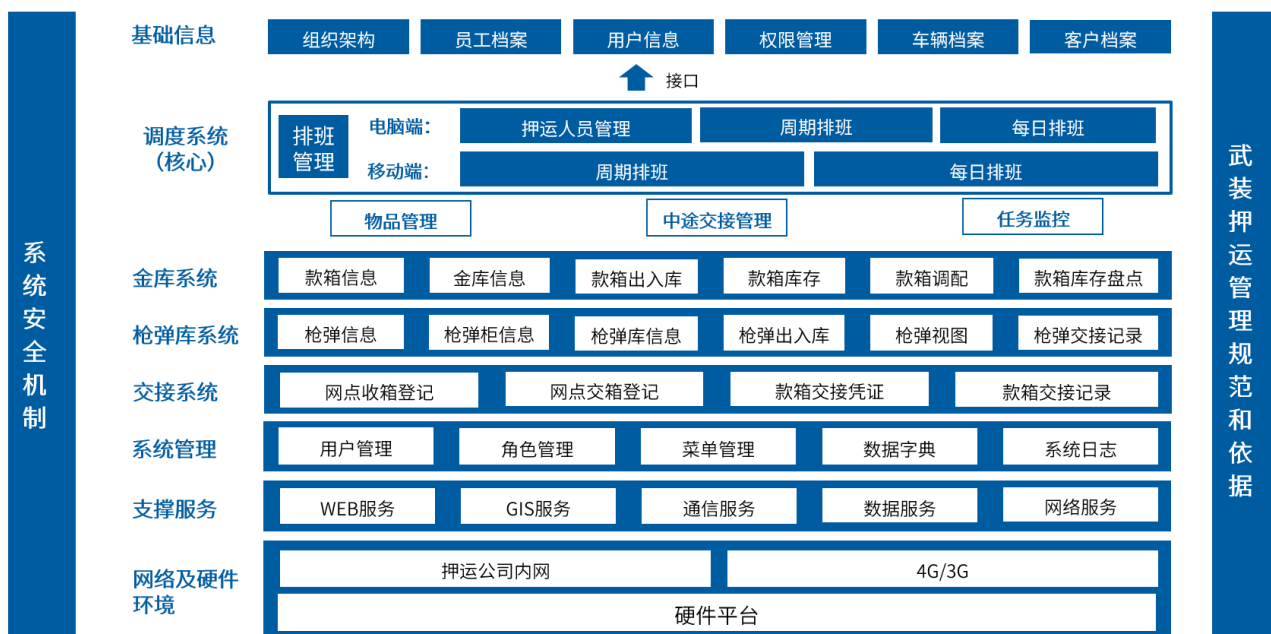 系统安全机制
基础信息
组织架构
员工档案
用户信息
权限管理
车辆档案
客户档案
接口
调度系统
(核心)
排班
管理
电脑端：
押运人员管理
周期排班
每日排班
移动端：
周期排班
每日排班
物品管理
中途交接管理
任务监控
金库系统
款箱信息
金库信息
款箱出入库
款箱库存
款箱调配
款箱库存盘点
枪弹库系统
枪弹信息
枪弹柜信息
枪弹库信息
枪弹出入库
枪弹视图
枪弹交接记录
交接系统
网点收箱登记
网点交箱登记
款箱交接凭证
款箱交接记录
系统管理
用户管理
角色管理
菜单管理
数据字典
系统日志
支撑服务
WEB服务
GIS服务
通信服务
数据服务
网络服务
网络及硬件
环境
押运公司内网
4G/3G
硬件平台
武装押运管理规范和依据